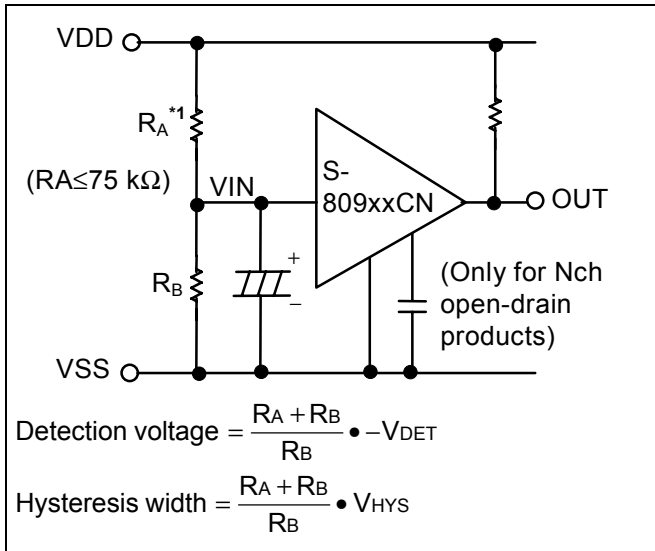 VDD
RA*1
(RA≤75 kΩ)
VIN
S-
809xxCN
OUT
+
−
RB
(Only for Nch
open-drain
products)
VSS
Detection voltage = (RA + RB) / RB • −VDET
Hysteresis width = (RA + RB) / RB • VHYS